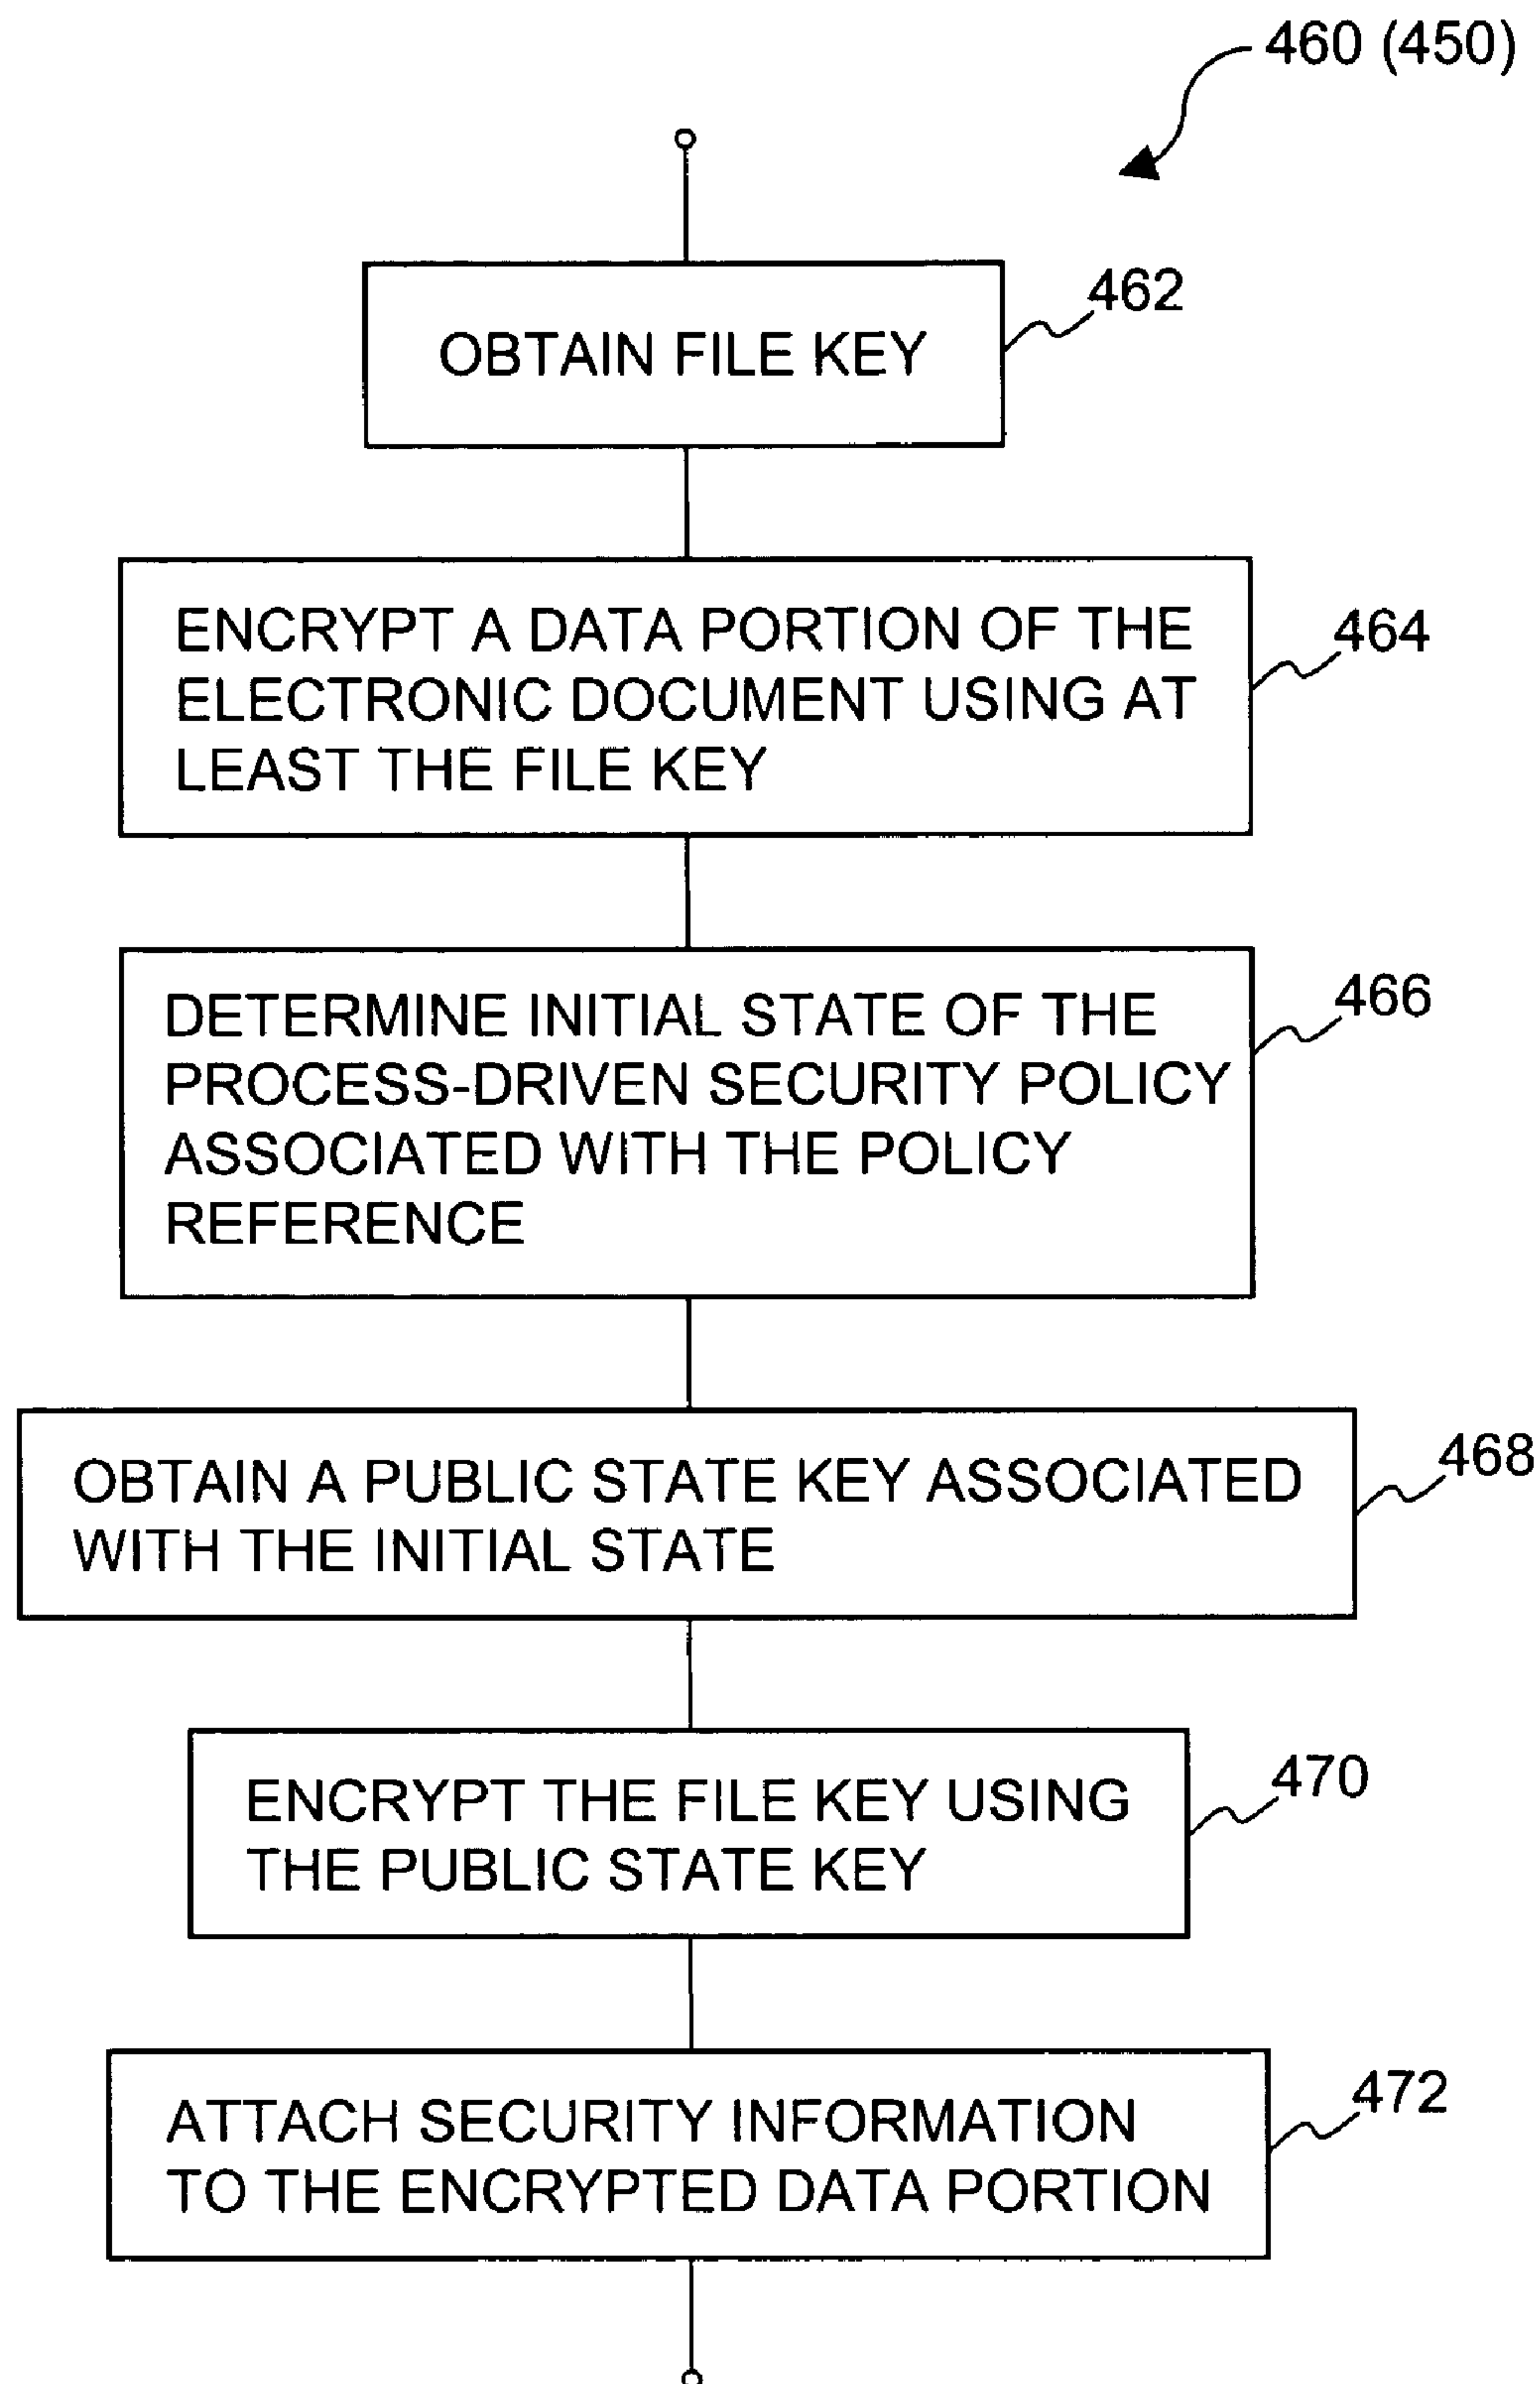 460 (450)
462
OBTAIN FILE KEY
464
ENCRYPT A DATA PORTION OF THE
ELECTRONIC DOCUMENT USING AT
LEAST THE FILE KEY
466
DETERMINE INITIAL STATE OF THE
PROCESS-DRIVEN SECURITY POLICY
ASSOCIATED WITH THE POLICY
REFERENCE
468
OBTAIN A PUBLIC STATE KEY ASSOCIATED
WITH THE INITIAL STATE
470
ENCRYPT THE FILE KEY USING
THE PUBLIC STATE KEY
472
ATTACH SECURITY INFORMATION
TO THE ENCRYPTED DATA PORTION